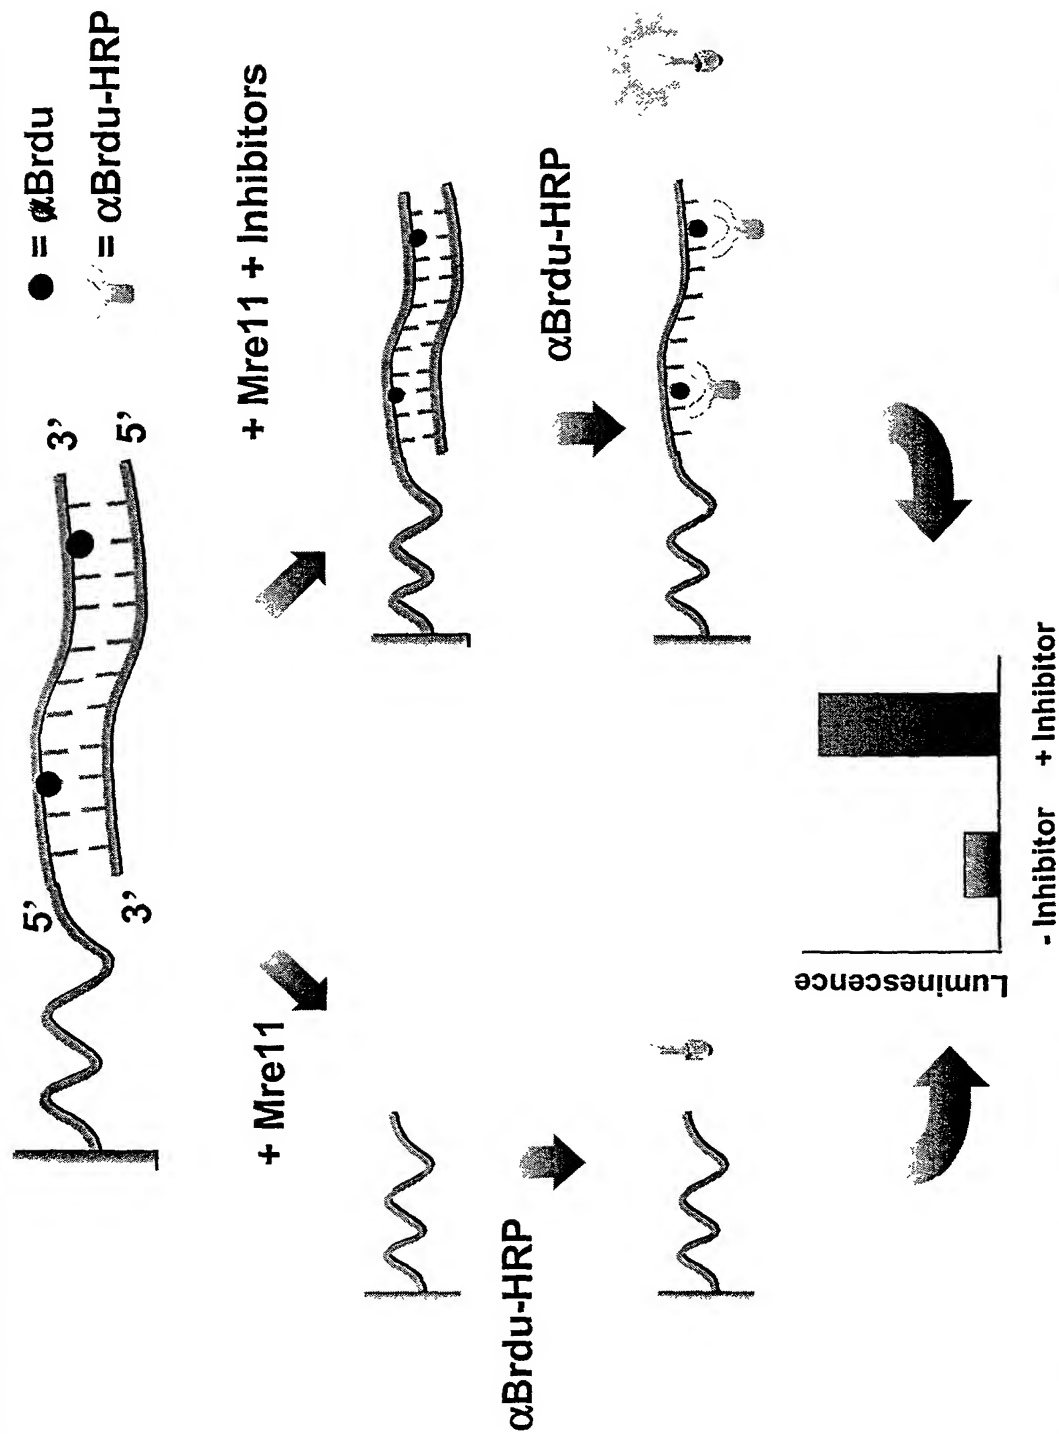 ● = αBrdu
= αBrdu-HRP
5'
3'
3'
5'
+ Mre11
+ Mre11 + Inhibitors
αBrdu-HRP
αBrdu-HRP
Luminescence
- Inhibitor
+ Inhibitor